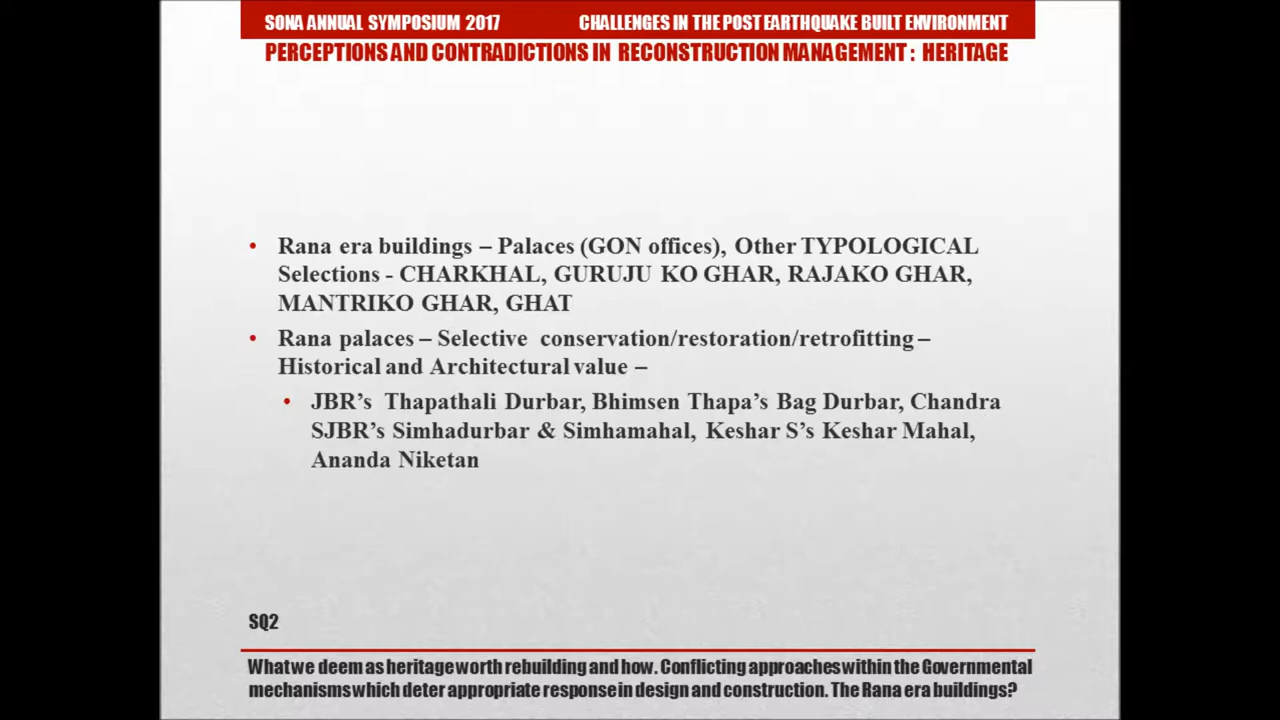 SONA ANNUAL SYMPOSIUM 2017 CHALLENGES IN THE POST EARTHQUAKE BUILT ENVIRONMENT
PERCEPTIONS AND CONTRADICTIONS IN RECONSTRUCTION MANAGEMENT : HERITAGE
• Rana era buildings – Palaces (GON offices), Other TYPOLOGICAL
Selections - CHARKHAL, GURUJU KO GHAR, RAJAKO GHAR,
MANTRIKO GHAR, GHAT
• Rana palaces – Selective conservation/restoration/retrofitting –
Historical and Architectural value –
• JBR’s Thapathali Durbar, Bhimsen Thapa’s Bag Durbar, Chandra
SJBR’s Simhadurbar & Simhamahal, Keshar S’s Keshar Mahal,
Ananda Niketan
SQ2
What we deem as heritage worth rebuilding and how. Conflicting approaches within the Governmental
mechanisms which deter appropriate response in design and construction. The Rana era buildings?